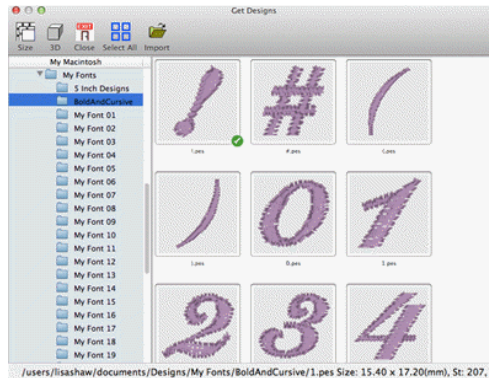 Get Designs
EXIT
Size 3D Close Select All Import
My Macintosh
My Fonts
5 Inch Designs
BoldAndCursive
My Font 01
My Font 02
My Font 03
My Font 04
My Font 05
My Font 06
My Font 07
My Font 08
My Font 09
My Font 10
My Font 11
My Font 12
My Font 13
My Font 14
My Font 15
My Font 16
My Font 17
My Font 18
My Font 19
! # (
!.pes #.pes (.pes
) 0 1
).pes 0.pes 1.pes
2 3 4
/users/lisashaw/documents/Designs/My Fonts/BoldAndCursive/1.pes Size: 15.40 x 17.20(mm), St: 207,